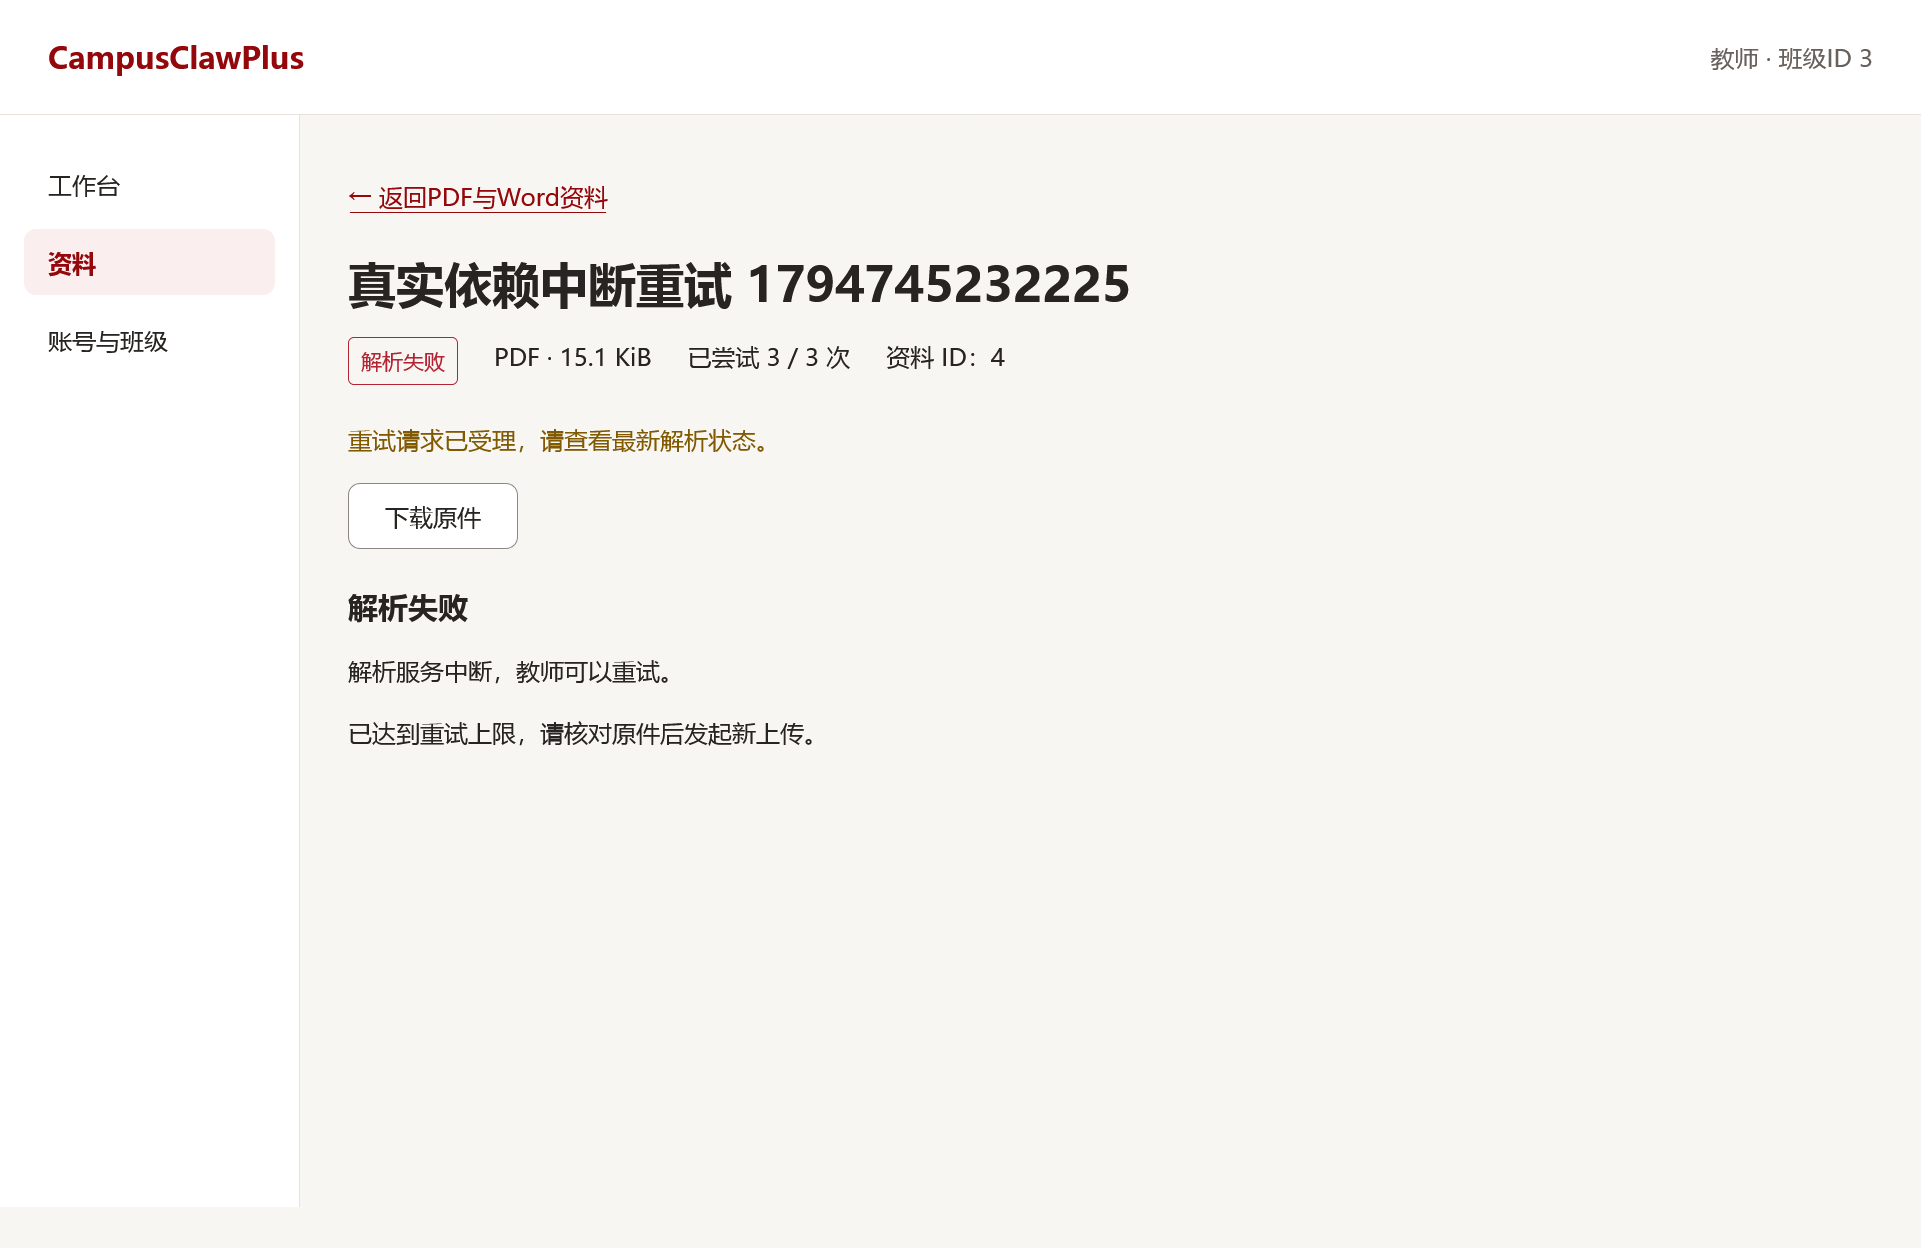 CampusClawPlus
教师 · 班级ID 3
工作台
资料
账号与班级
← 返回PDF与Word资料
真实依赖中断重试 1794745232225
解析失败 PDF · 15.1 KiB 已尝试 3 / 3 次 资料 ID：4
重试请求已受理，请查看最新解析状态。
下载原件
解析失败
解析服务中断，教师可以重试。
已达到重试上限，请核对原件后发起新上传。